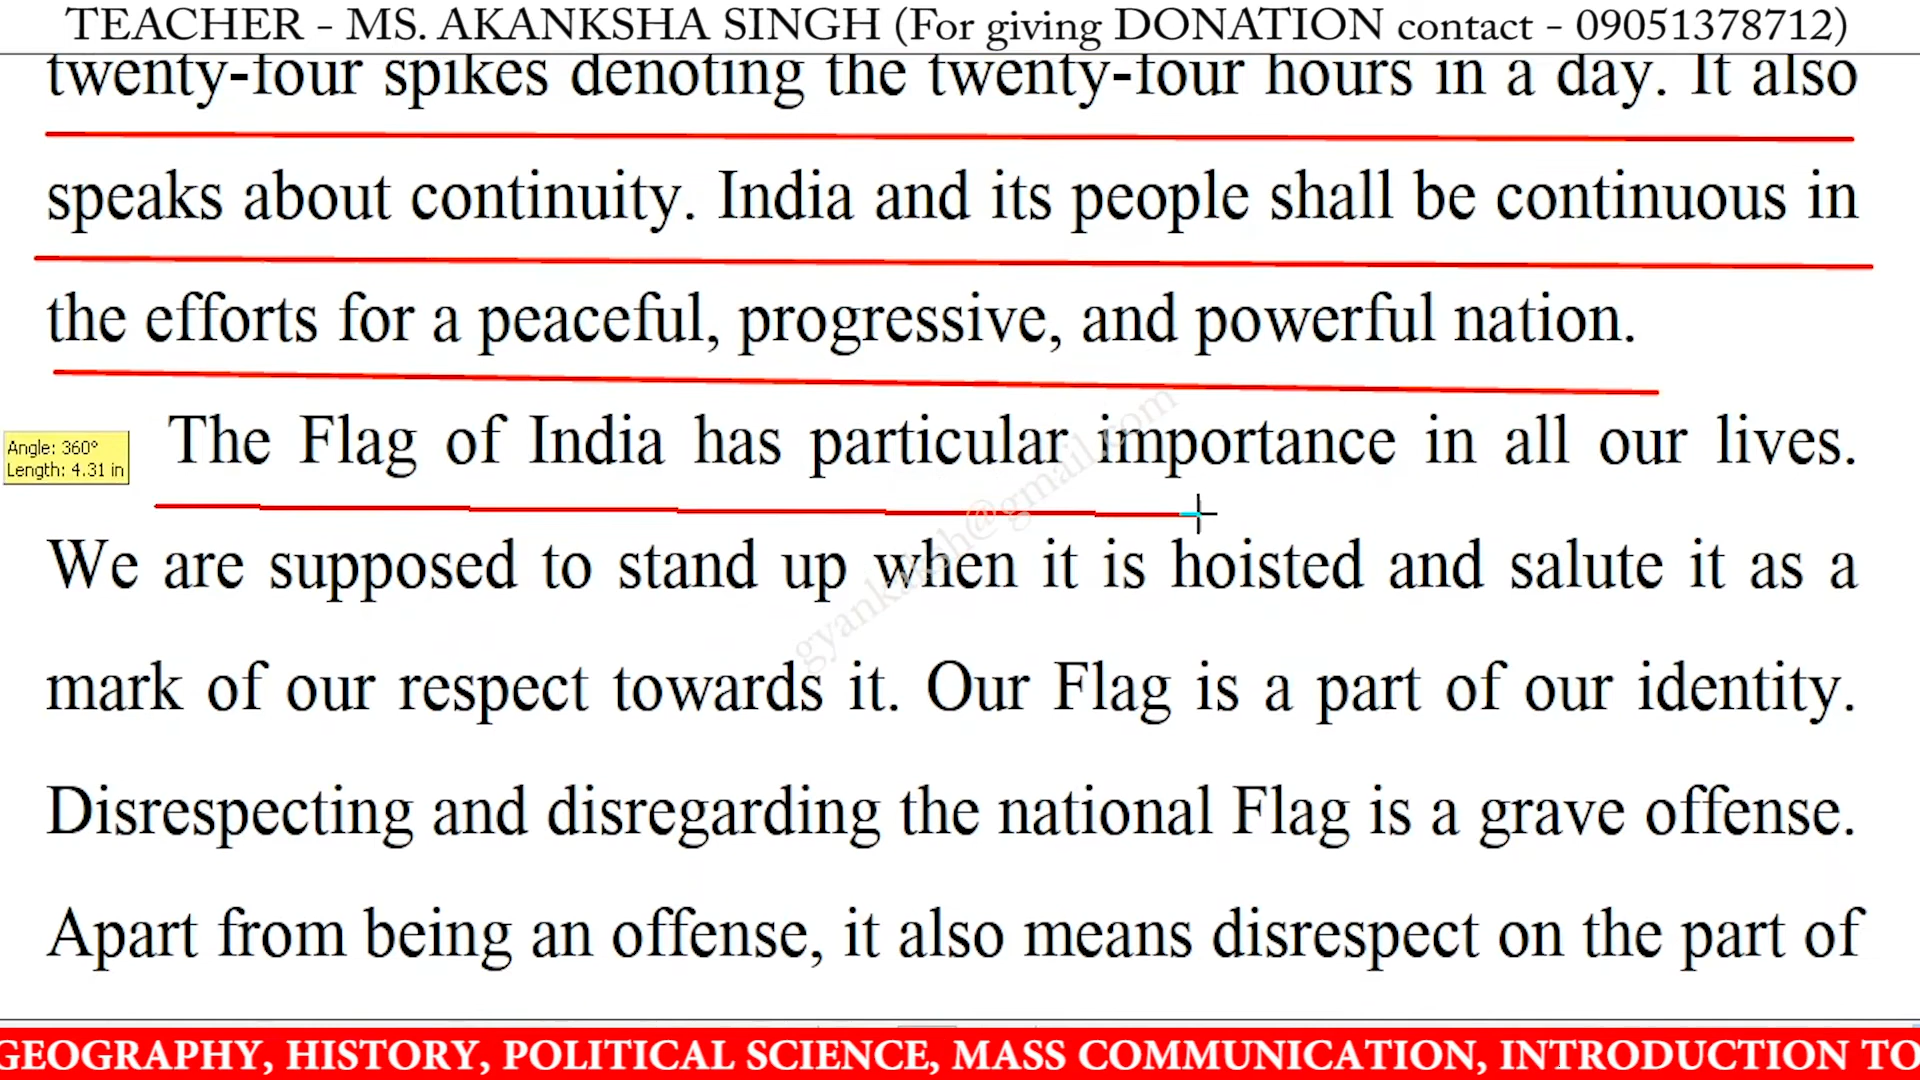 TEACHER - MS. AKANKSHA SINGH (For giving DONATION contact - 09051378712)
twenty-four spikes denoting the twenty-four hours in a day. It also
speaks about continuity. India and its people shall be continuous in
the efforts for a peaceful, progressive, and powerful nation.
The Flag of India has particular importance in all our lives.
Angle: 360°
Length: 4.31 in
We are supposed to stand up when it is hoisted and salute it as a
mark of our respect towards it. Our Flag is a part of our identity.
Disrespecting and disregarding the national Flag is a grave offense.
Apart from being an offense, it also means disrespect on the part of
GEOGRAPHY, HISTORY, POLITICAL SCIENCE, MASS COMMUNICATION, INTRODUCTION TO